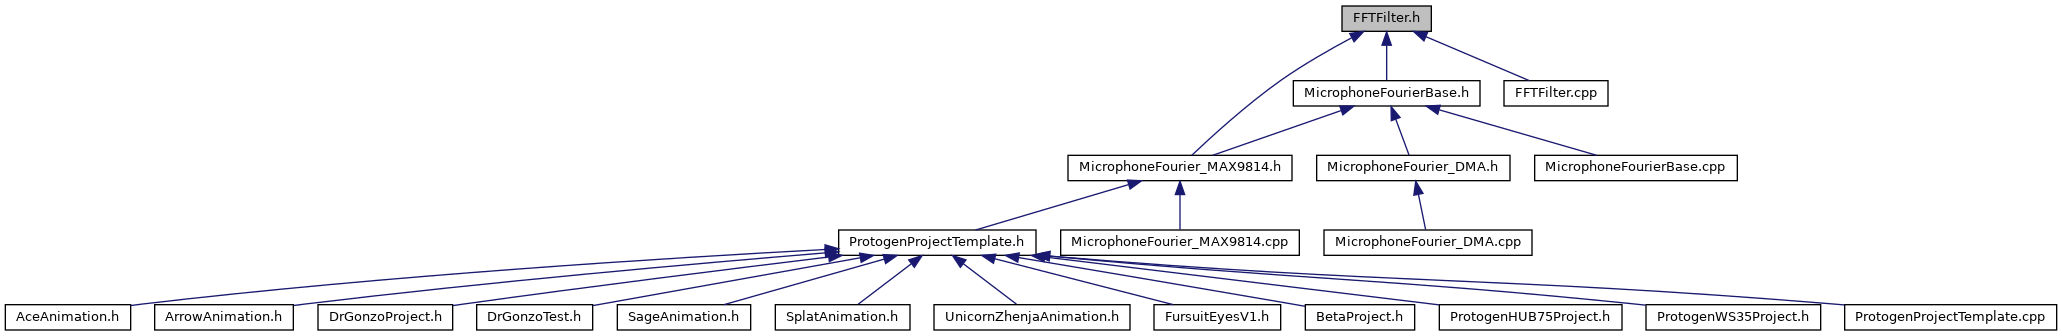 FFTFilter.h
MicrophoneFourierBase.h
FFTFilter.cpp
MicrophoneFourier_MAX9814.h
MicrophoneFourier_DMA.h
MicrophoneFourierBase.cpp
ProtogenProjectTemplate.h
MicrophoneFourier_MAX9814.cpp
MicrophoneFourier_DMA.cpp
AceAnimation.h
ArrowAnimation.h
DrGonzoProject.h
DrGonzoTest.h
SageAnimation.h
SplatAnimation.h
UnicornZhenjaAnimation.h
FursuitEyesV1.h
BetaProject.h
ProtogenHUB75Project.h
ProtogenWS35Project.h
ProtogenProjectTemplate.cpp